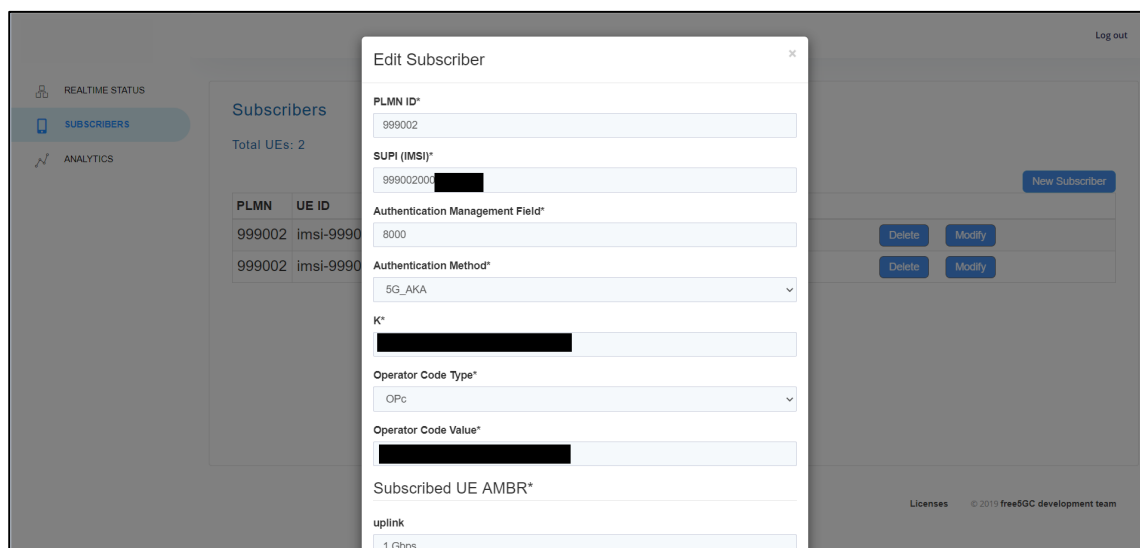 Log out
Edit Subscriber ×
REALTIME STATUS
SUBSCRIBERS
ANALYTICS
Subscribers
Total UEs: 2
New Subscriber
PLMN UE ID
999002 imsi-9990 Delete Modify
999002 imsi-9990 Delete Modify
PLMN ID*
999002
SUPI (IMSI)*
999002000
Authentication Management Field*
8000
Authentication Method*
5G_AKA
K*
Operator Code Type*
OPc
Operator Code Value*
Subscribed UE AMBR*
uplink
1 Gbps
Licenses © 2019 free5GC development team